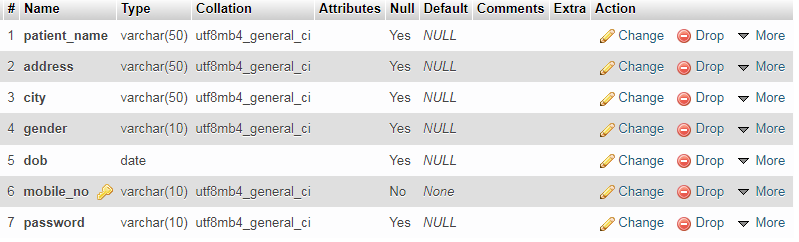 # Name Type Collation Attributes Null Default Comments Extra Action
1 patient_name varchar(50) utf8mb4_general_ci Yes NULL Change Drop More
2 address varchar(50) utf8mb4_general_ci Yes NULL Change Drop More
3 city varchar(50) utf8mb4_general_ci Yes NULL Change Drop More
4 gender varchar(10) utf8mb4_general_ci Yes NULL Change Drop More
5 dob date Yes NULL Change Drop More
6 mobile_no varchar(10) utf8mb4_general_ci No None Change Drop More
7 password varchar(10) utf8mb4_general_ci Yes NULL Change Drop More